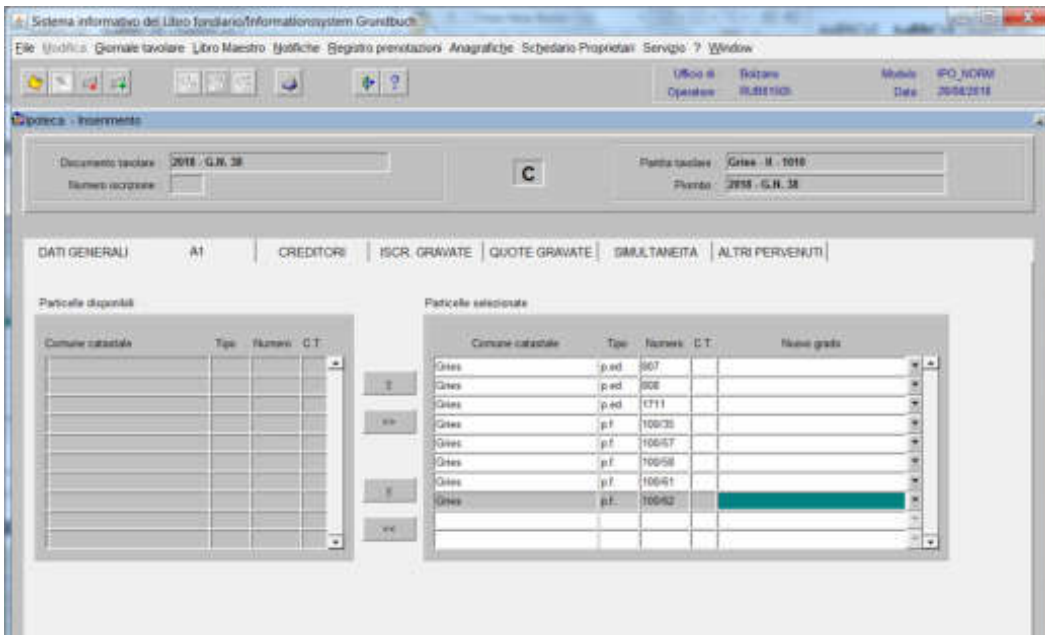 Sistema informativo del Libro fondiario/Informationssystem Grundbuch
File Modifica Giornale tavolare Libro Maestro Notifiche Registro prenotazioni Anagrafiche Schedario Proprietari Servizio ? Window
Ufficio di Bolzano Modulo IPO_NORM
Operatore Data
Ipoteca - Inserimento
Documento tavolare 2018 - G.N. 38 C Partita tavolare Gries - II - 1010
Numero iscrizione Piombo 2018 - G.N. 38
DATI GENERALI A1 CREDITORI ISCR. GRAVATE QUOTE GRAVATE SIMULTANEITA ALTRI PERVENUTI
Particelle disponibili Particelle selezionate
Comune catastale Tipo Numero C.T. Comune catastale Tipo Numero C.T. Nuovo grado
Gries p.ed. 807
Gries p.ed. 808
Gries p.ed. 1711
>> Gries p.f. 100/35
Gries p.f. 100/57
Gries p.f. 100/58
Gries p.f. 100/61
Gries p.f. 100/62
<<